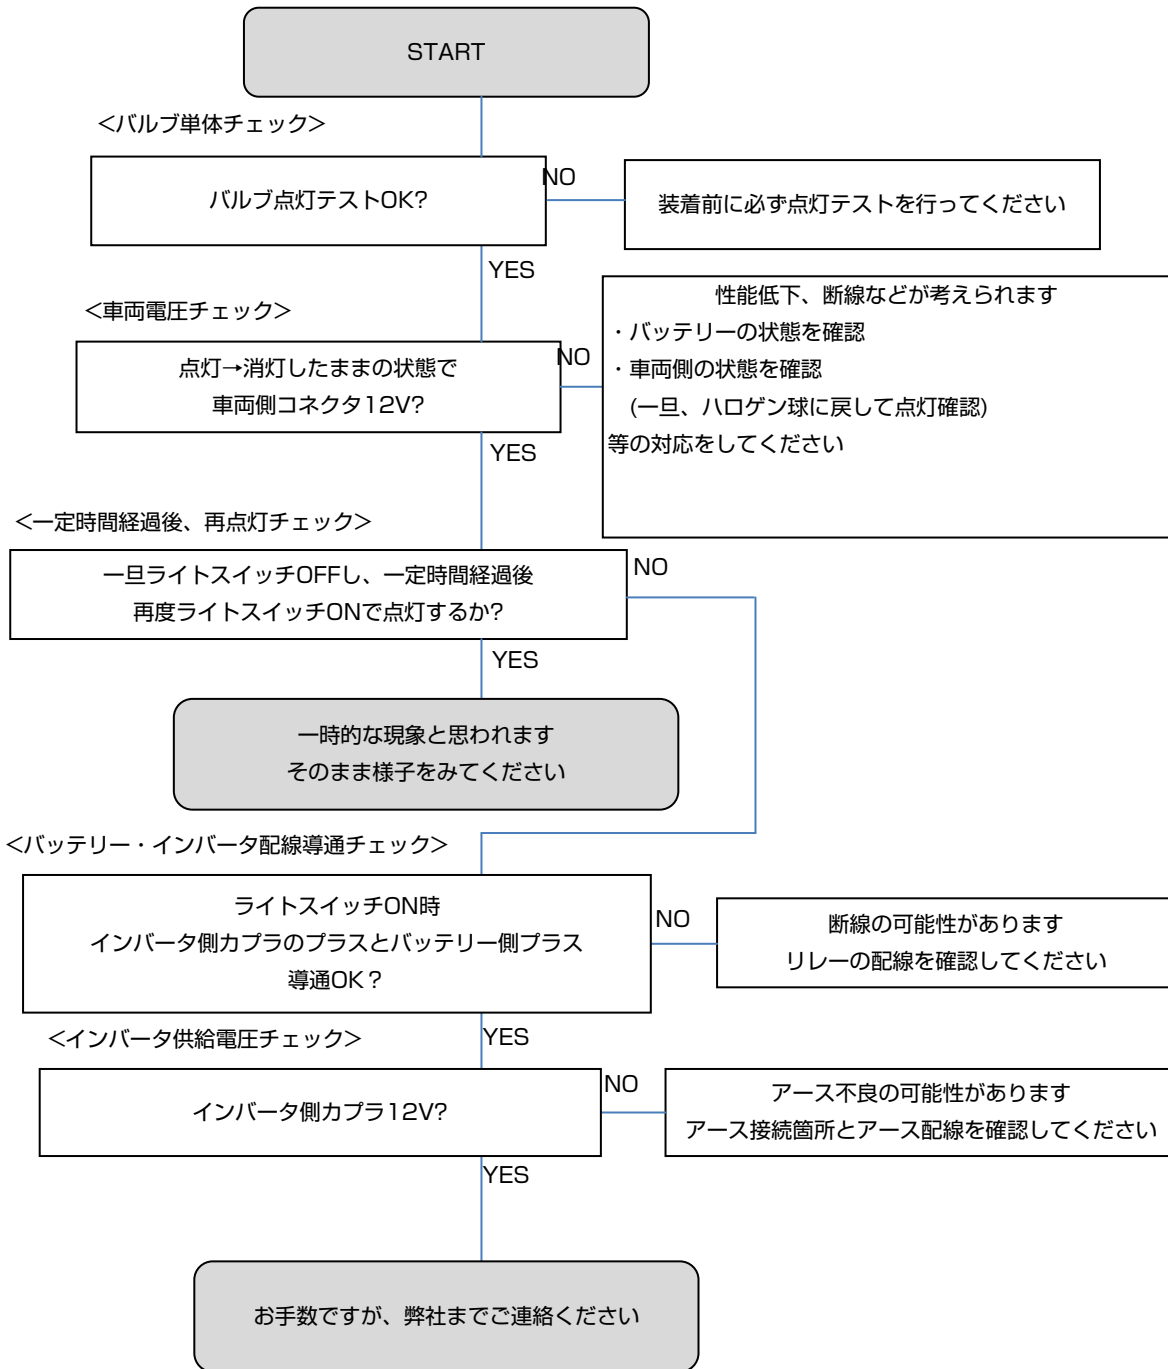 START
<バルブ単体チェック>
バルブ点灯テストOK?
NO
装着前に必ず点灯テストを行ってください
YES
<車両電圧チェック>
点灯→消灯したままの状態で
車両側コネクタ12V?
NO
性能低下、断線などが考えられます
・バッテリーの状態を確認
・車両側の状態を確認
(一旦、ハロゲン球に戻して点灯確認)
等の対応をしてください
YES
<一定時間経過後、再点灯チェック>
一旦ライトスイッチOFFし、一定時間経過後
再度ライトスイッチONで点灯するか?
NO
YES
一時的な現象と思われます
そのまま様子をみてください
<バッテリー・インバータ配線導通チェック>
ライトスイッチON時
インバータ側カプラのプラスとバッテリー側プラス
導通OK？
NO
断線の可能性があります
リレーの配線を確認してください
YES
<インバータ供給電圧チェック>
インバータ側カプラ12V?
NO
アース不良の可能性があります
アース接続箇所とアース配線を確認してください
YES
お手数ですが、弊社までご連絡ください